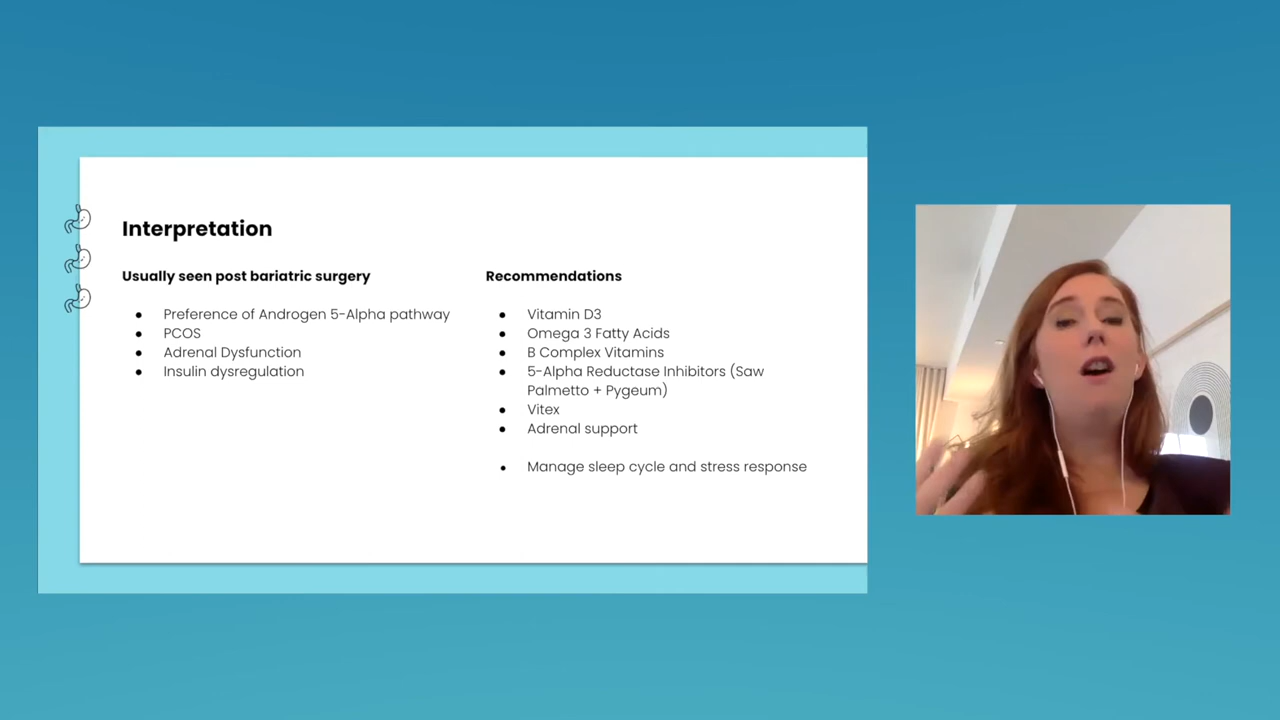 Interpretation
Usually seen post bariatric surgery
● Preference of Androgen 5-Alpha pathway
● PCOS
● Adrenal Dysfunction
● Insulin dysregulation
Recommendations
● Vitamin D3
● Omega 3 Fatty Acids
● B Complex Vitamins
● 5-Alpha Reductase Inhibitors (Saw
Palmetto + Pygeum)
● Vitex
● Adrenal support
● Manage sleep cycle and stress response